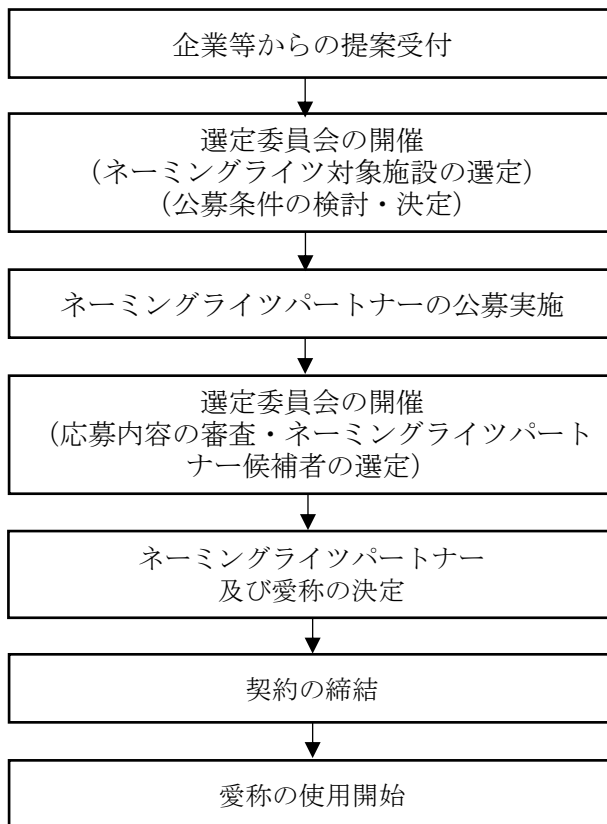 企業等からの提案受付
選定委員会の開催
（ネーミングライツ対象施設の選定）
（公募条件の検討・決定）
ネーミングライツパートナーの公募実施
選定委員会の開催
（応募内容の審査・ネーミングライツパート
ナー候補者の選定）
ネーミングライツパートナー
及び愛称の決定
契約の締結
愛称の使用開始